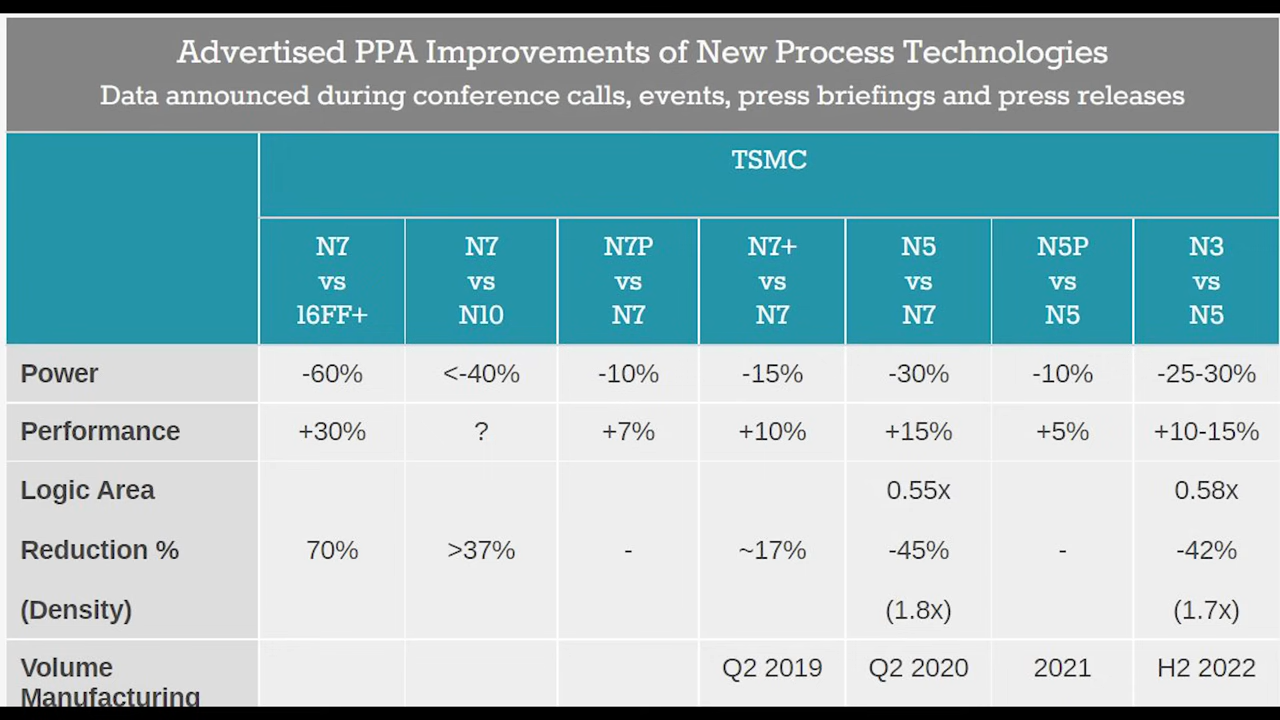 Advertised PPA Improvements of New Process Technologies
Data announced during conference calls, events, press briefings and press releases
TSMC
N7 vs 16FF+
N7 vs N10
N7P vs N7
N7+ vs N7
N5 vs N7
N5P vs N5
N3 vs N5
Power -60% <-40% -10% -15% -30% -10% -25-30%
Performance +30% ? +7% +10% +15% +5% +10-15%
Logic Area 0.55x 0.58x
Reduction % 70% >37% - ~17% -45% - -42%
(Density) (1.8x) (1.7x)
Volume Q2 2019 Q2 2020 2021 H2 2022
Manufacturing